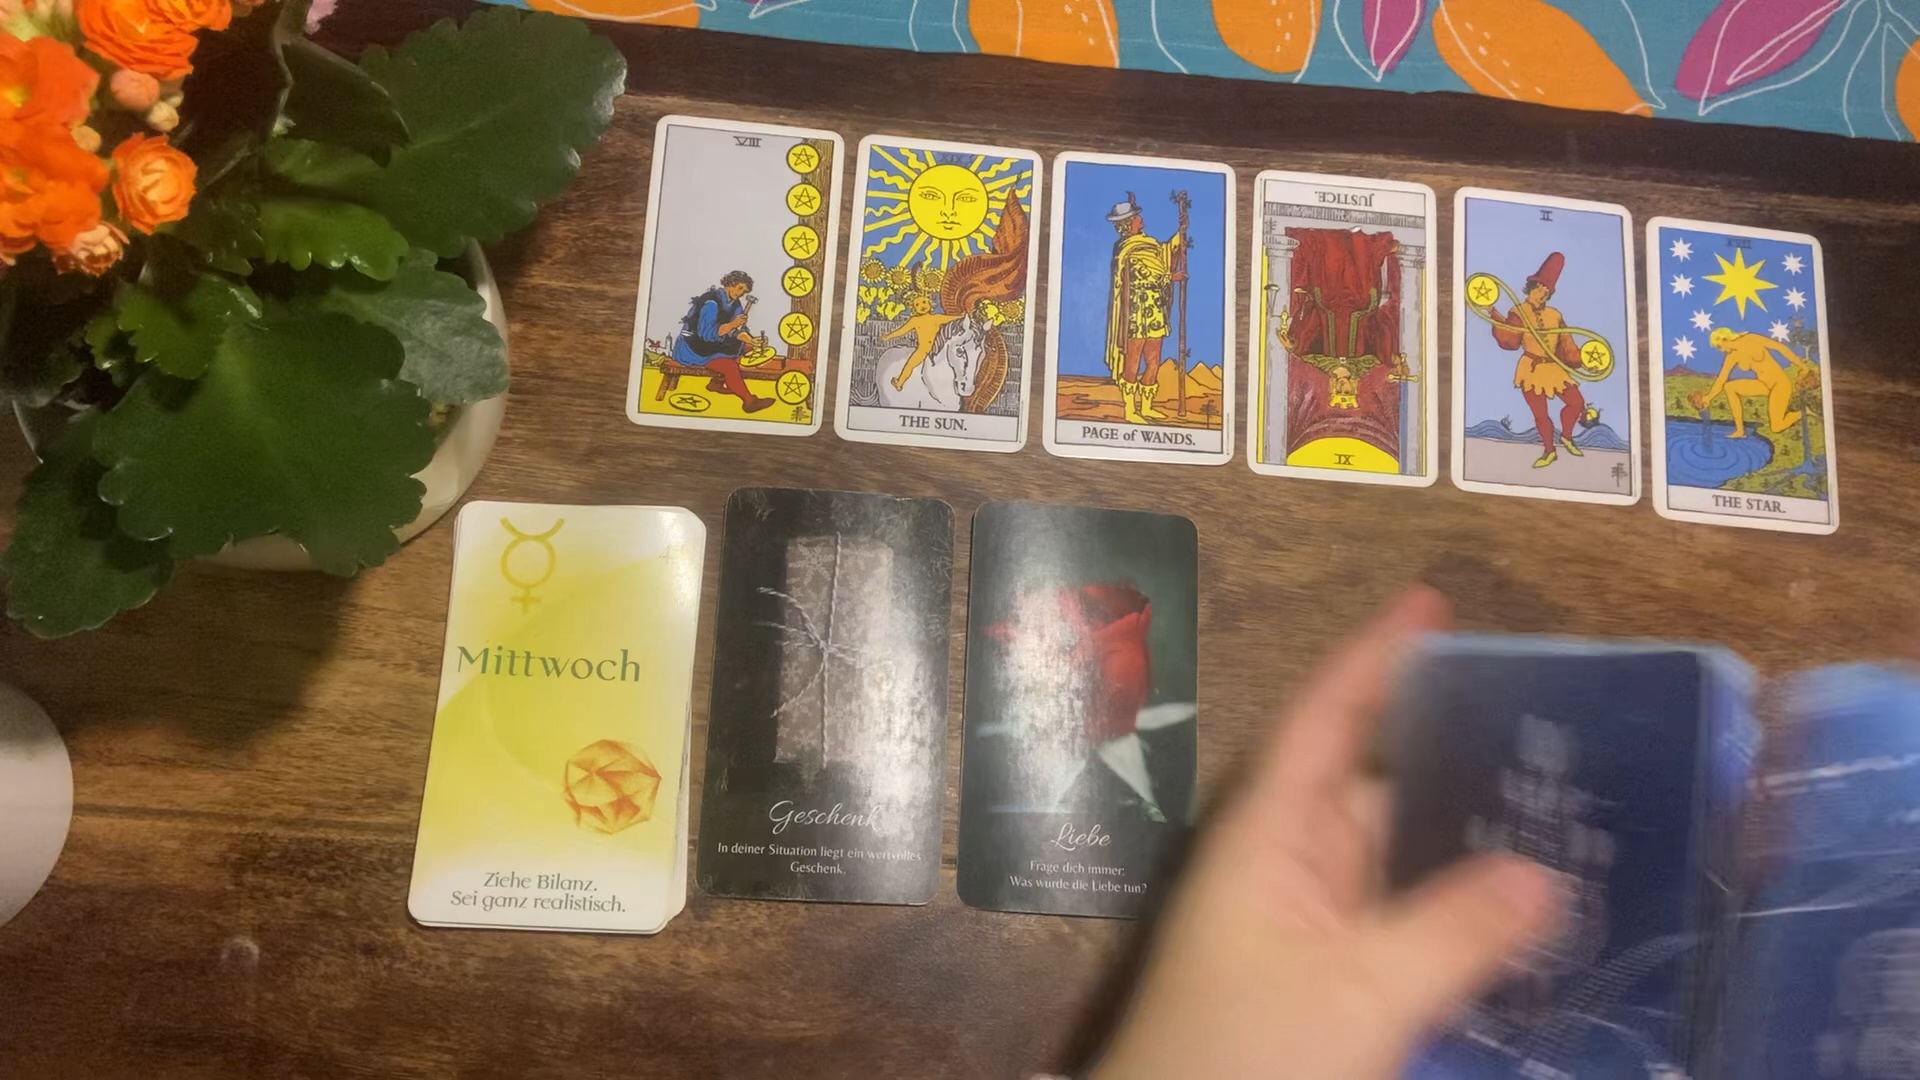 VIII
XIX
THE SUN.
PAGE of WANDS.
JUSTICE.
XI
II
XVII
THE STAR.
Mittwoch
Ziehe Bilanz.
Sei ganz realistisch.
Geschenk
In deiner Situation liegt ein wertvolles
Geschenk.
Liebe
Frage dich immer:
Was würde die Liebe tun?